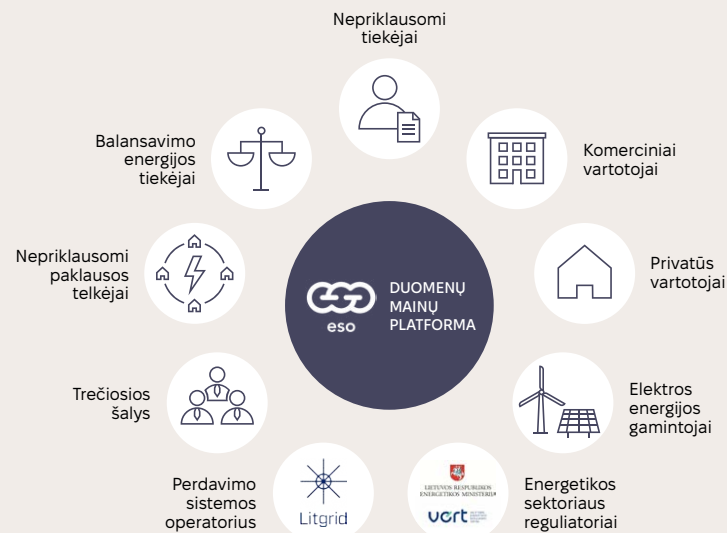 Nepriklausomi
tiekėjai
Balansavimo
energijos
tiekėjai
Komerciniai
vartotojai
Nepriklausomi
paklausos
telkėjai
eso
DUOMENŲ
MAINŲ
PLATFORMA
Privatūs
vartotojai
Trečiosios
šalys
Elektros
energijos
gamintojai
Perdavimo
sistemos
operatorius
Litgrid
LIETUVOS RESPUBLIKOS
ENERGETIKOS MINISTERIJA
vert
Energetikos
sektoriaus
reguliatoriai